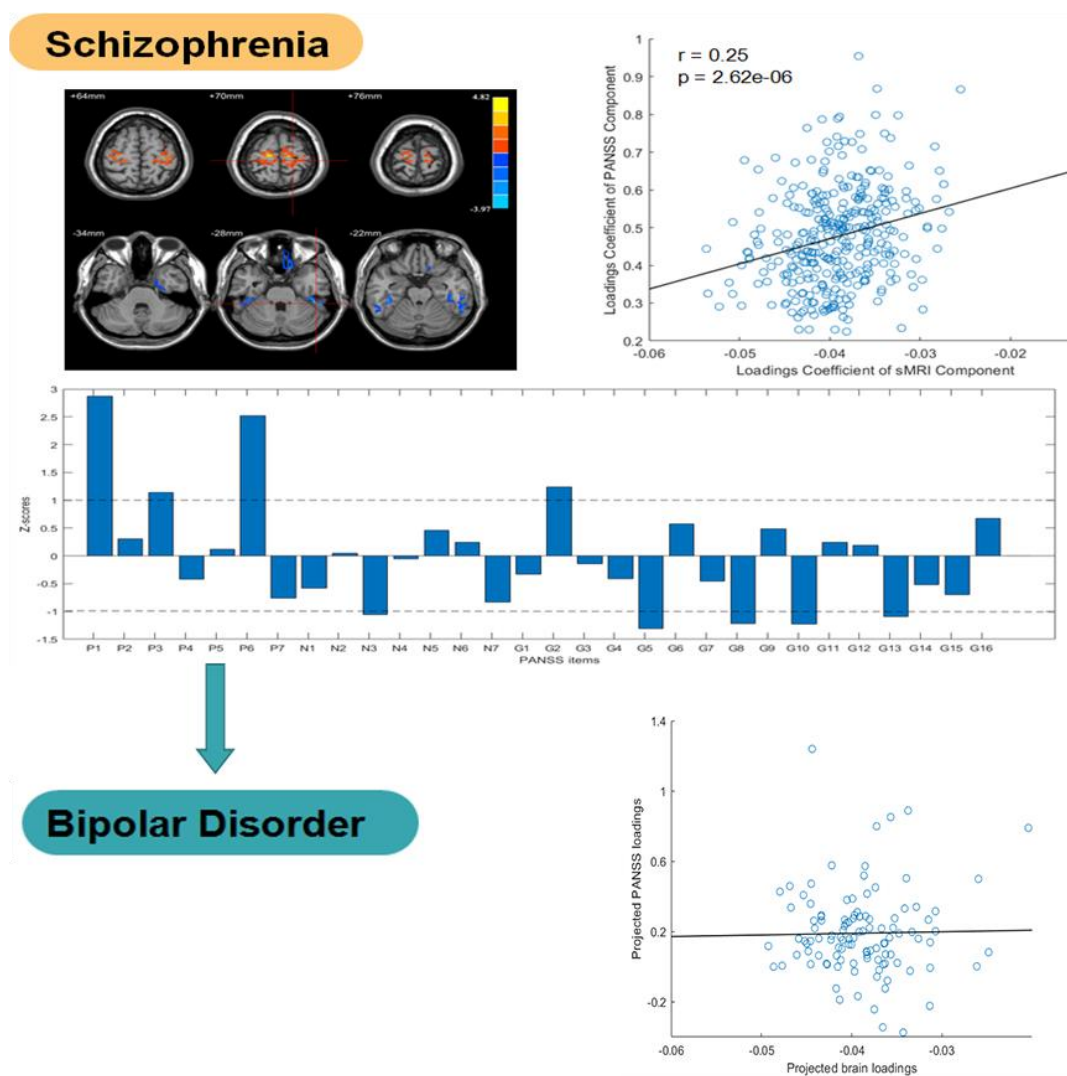 Schizophrenia
+64mm +70mm +76mm
4.82
-3.97
-34mm -28mm -22mm
r = 0.25
p = 2.62e-06
Loadings Coefficient of PANSS Component
1
0.9
0.8
0.7
0.6
0.5
0.4
0.3
0.2
-0.06 -0.05 -0.04 -0.03 -0.02
Loadings Coefficient of sMRI Component
Z-scores
3
2.5
2
1.5
1
0.5
0
-0.5
-1
-1.5
P1 P2 P3 P4 P5 P6 P7 N1 N2 N3 N4 N5 N6 N7 G1 G2 G3 G4 G5 G6 G7 G8 G9 G10 G11 G12 G13 G14 G15 G16
PANSS items
Bipolar Disorder
Projected PANSS loadings
1.4
1
0.6
0.2
-0.2
-0.06 -0.05 -0.04 -0.03
Projected brain loadings